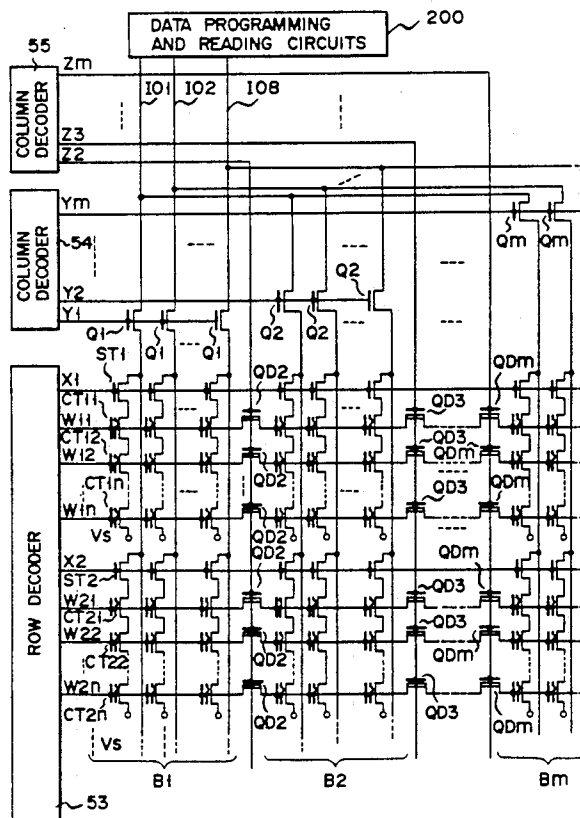 DATA PROGRAMMING
AND READING CIRCUITS
200
55
Zm
IO1 IO2 IO8
COLUMN
DECODER
Z3
Z2
COLUMN
DECODER
Ym
54
Qm Qm
Y2
Q2
Y1
Q2 Q2
Q1 Q1 Q1
ST1
X1
QD2 QDm
CT11
QD3
W11
CT12
QD3
W12
QDm
QD2
CT1n
QD3 QDm
W1n
Vs
QD2
QD2
X2
QDm
ST2
QD3
W21
CT21
QD3
W22
CT22
QD2
QDm
W2n
CT2n
QD2
QD3
QDm
Vs
ROW DECODER
B1 B2 Bm
53